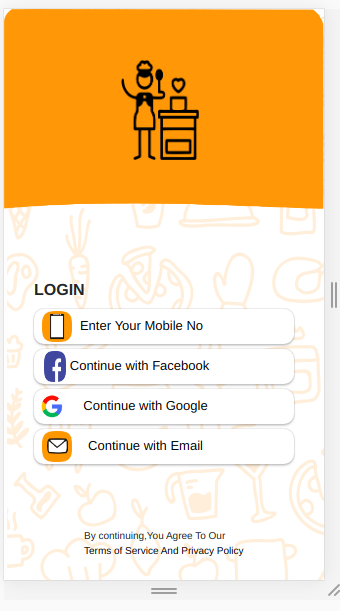 LOGIN
Enter Your Mobile No
Continue with Facebook
Continue with Google
Continue with Email
By continuing,You Agree To Our
Terms of Service And Privacy Policy